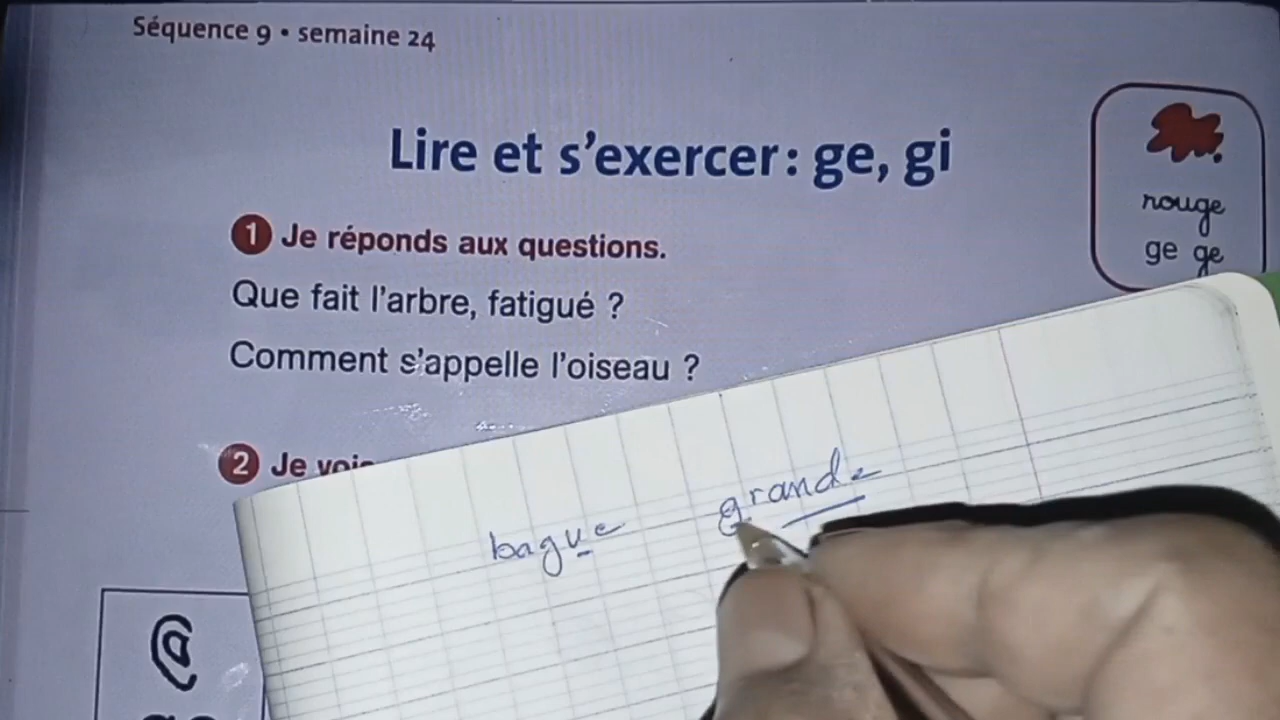 Séquence 9 • semaine 24
Lire et s'exercer : ge, gi
rouge
ge ge
1 Je réponds aux questions.
Que fait l'arbre, fatigué ?
Comment s'appelle l'oiseau ?
2 Je vois
bague grande